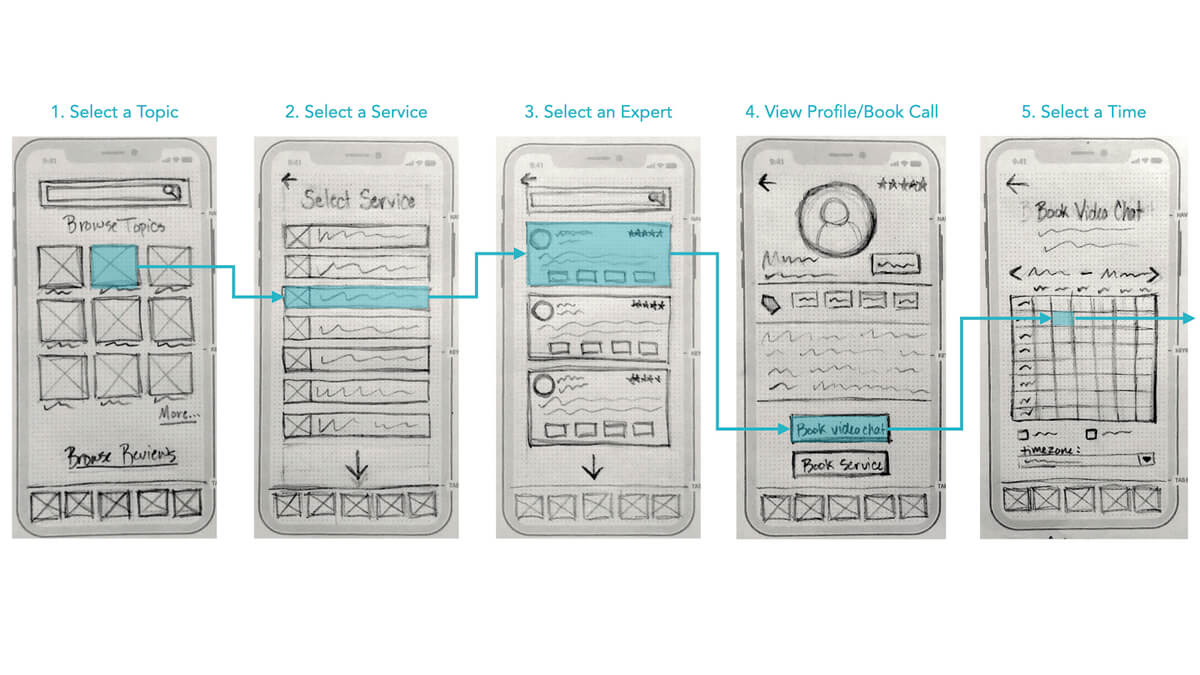 1. Select a Topic
2. Select a Service
3. Select an Expert
4. View Profile/Book Call
5. Select a Time
9:41
Browse Topics
More...
Browse Reviews
9:41
Select Service
9:41
9:41
Book video chat
Book Service
9:41
Book Video Chat
timezone: